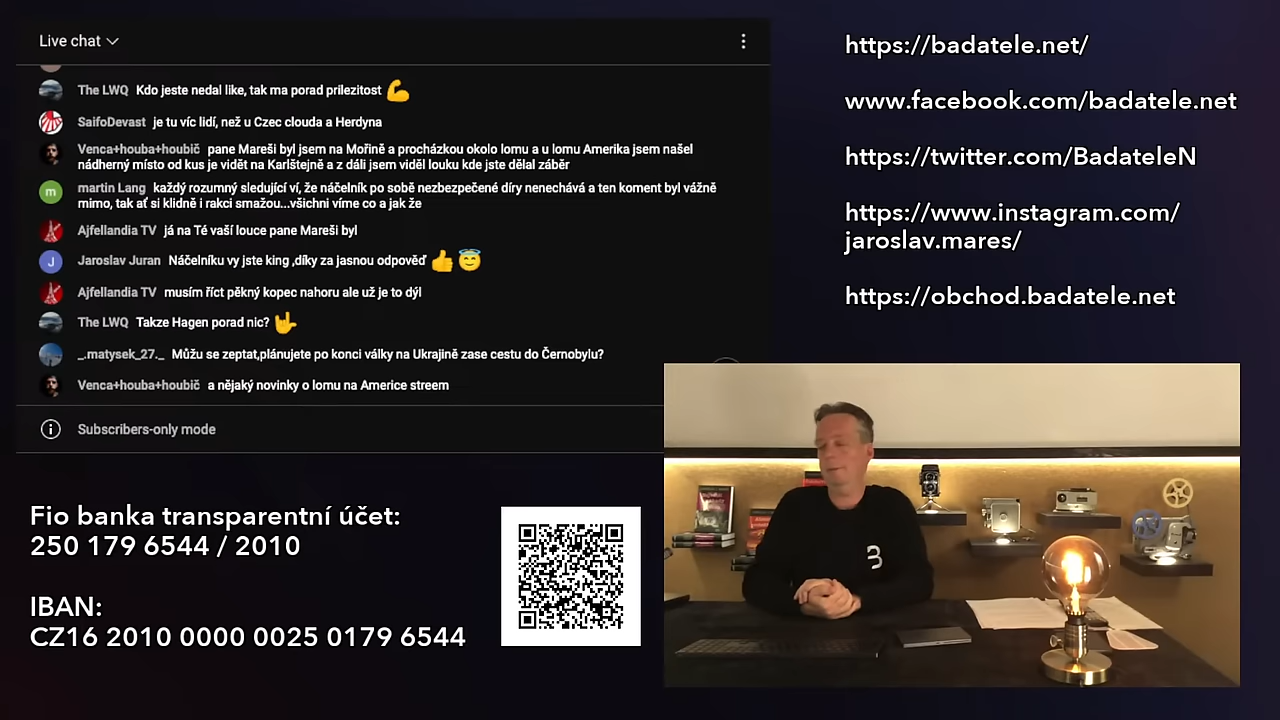 Live chat
The LWQ Kdo jeste nedal like, tak ma porad prilezitost
SaifoDevast je tu víc lidí, než u Czec clouda a Herdyna
Venca+houba+houbič pane Mareši byl jsem na Mořině a procházkou okolo lomu a u lomu Amerika jsem našel
nádherný místo od kus je vidět na Karlštejně a z dáli jsem viděl louku kde jste dělal záběr
m
martin Lang každý rozumný sledující ví, že náčelník po sobě nezbezpečené díry nenechává a ten koment byl vážně
mimo, tak ať si klidně i rakci smažou...všichni víme co a jak že
Ajfellandia TV já na Té vaší louce pane Mareši byl
J
Jaroslav Juran Náčelníku vy jste king ,díky za jasnou odpověď
Ajfellandia TV musím říct pěkný kopec nahoru ale už je to dýl
The LWQ Takze Hagen porad nic?
_.matysek_27._ Můžu se zeptat,plánujete po konci války na Ukrajině zase cestu do Černobylu?
Venca+houba+houbič a nějaký novinky o lomu na Americe streem
Subscribers-only mode
https://badatele.net/
www.facebook.com/badatele.net
https://twitter.com/BadateleN
https://www.instagram.com/
jaroslav.mares/
https://obchod.badatele.net
Fio banka transparentní účet:
250 179 6544 / 2010
IBAN:
CZ16 2010 0000 0025 0179 6544